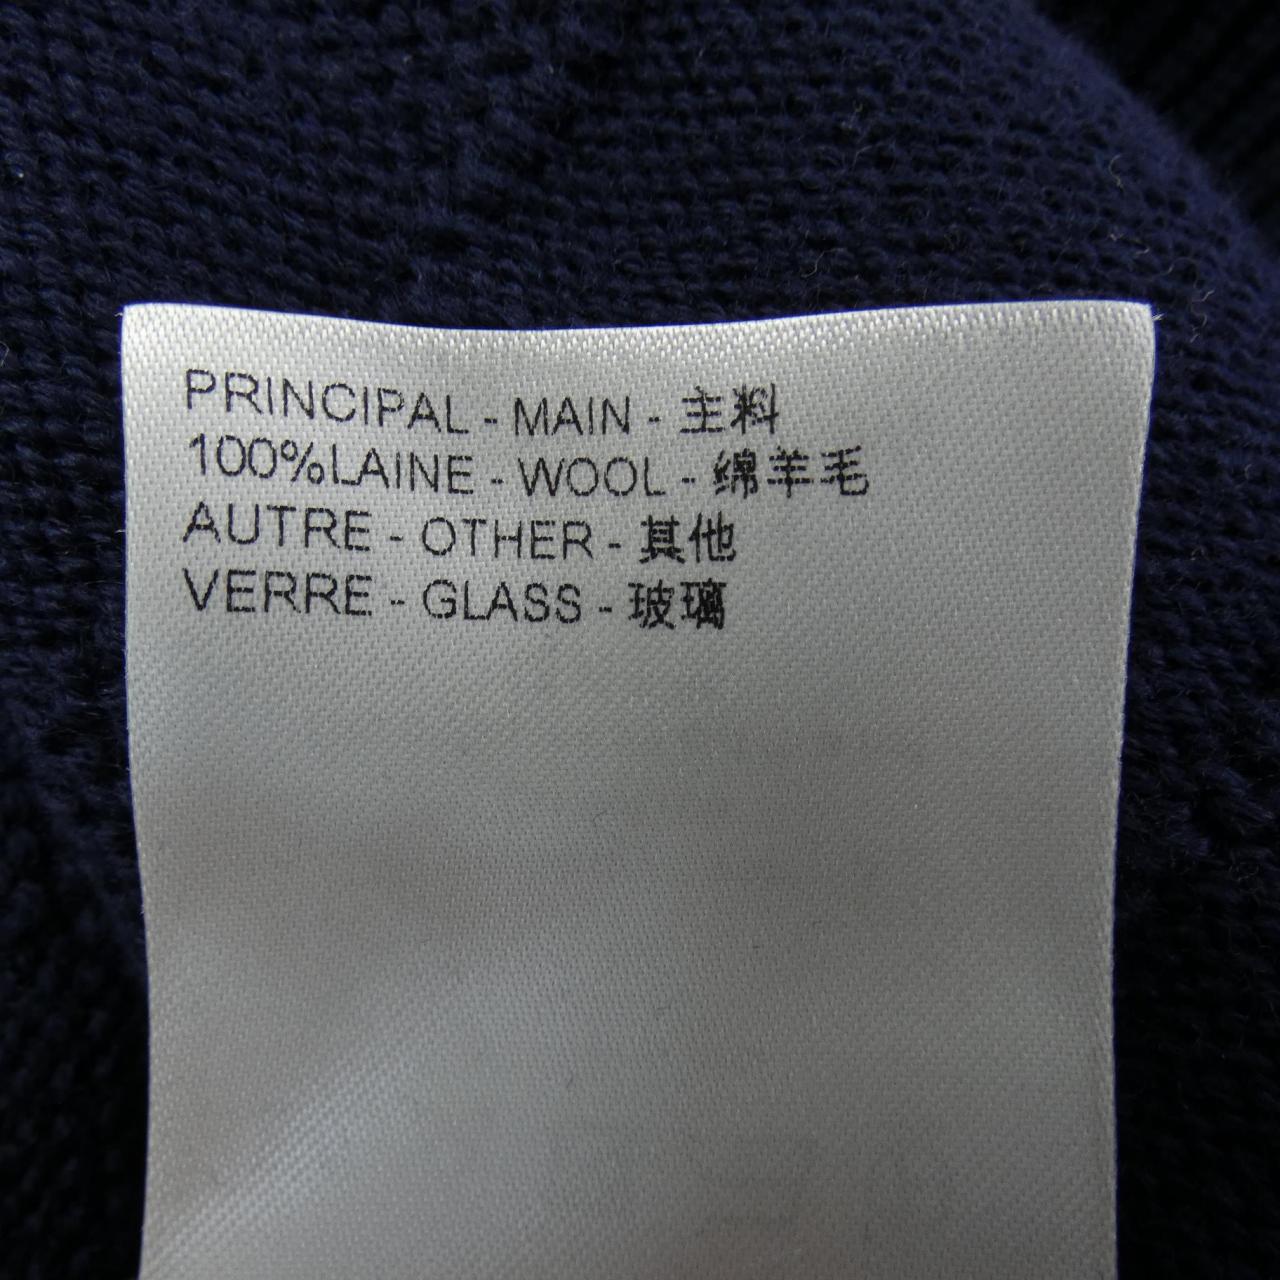 PRINCIPAL - MAIN - 主料
100%LAINE - WOOL - 绵羊毛
AUTRE - OTHER - 其他
VERRE - GLASS - 玻璃